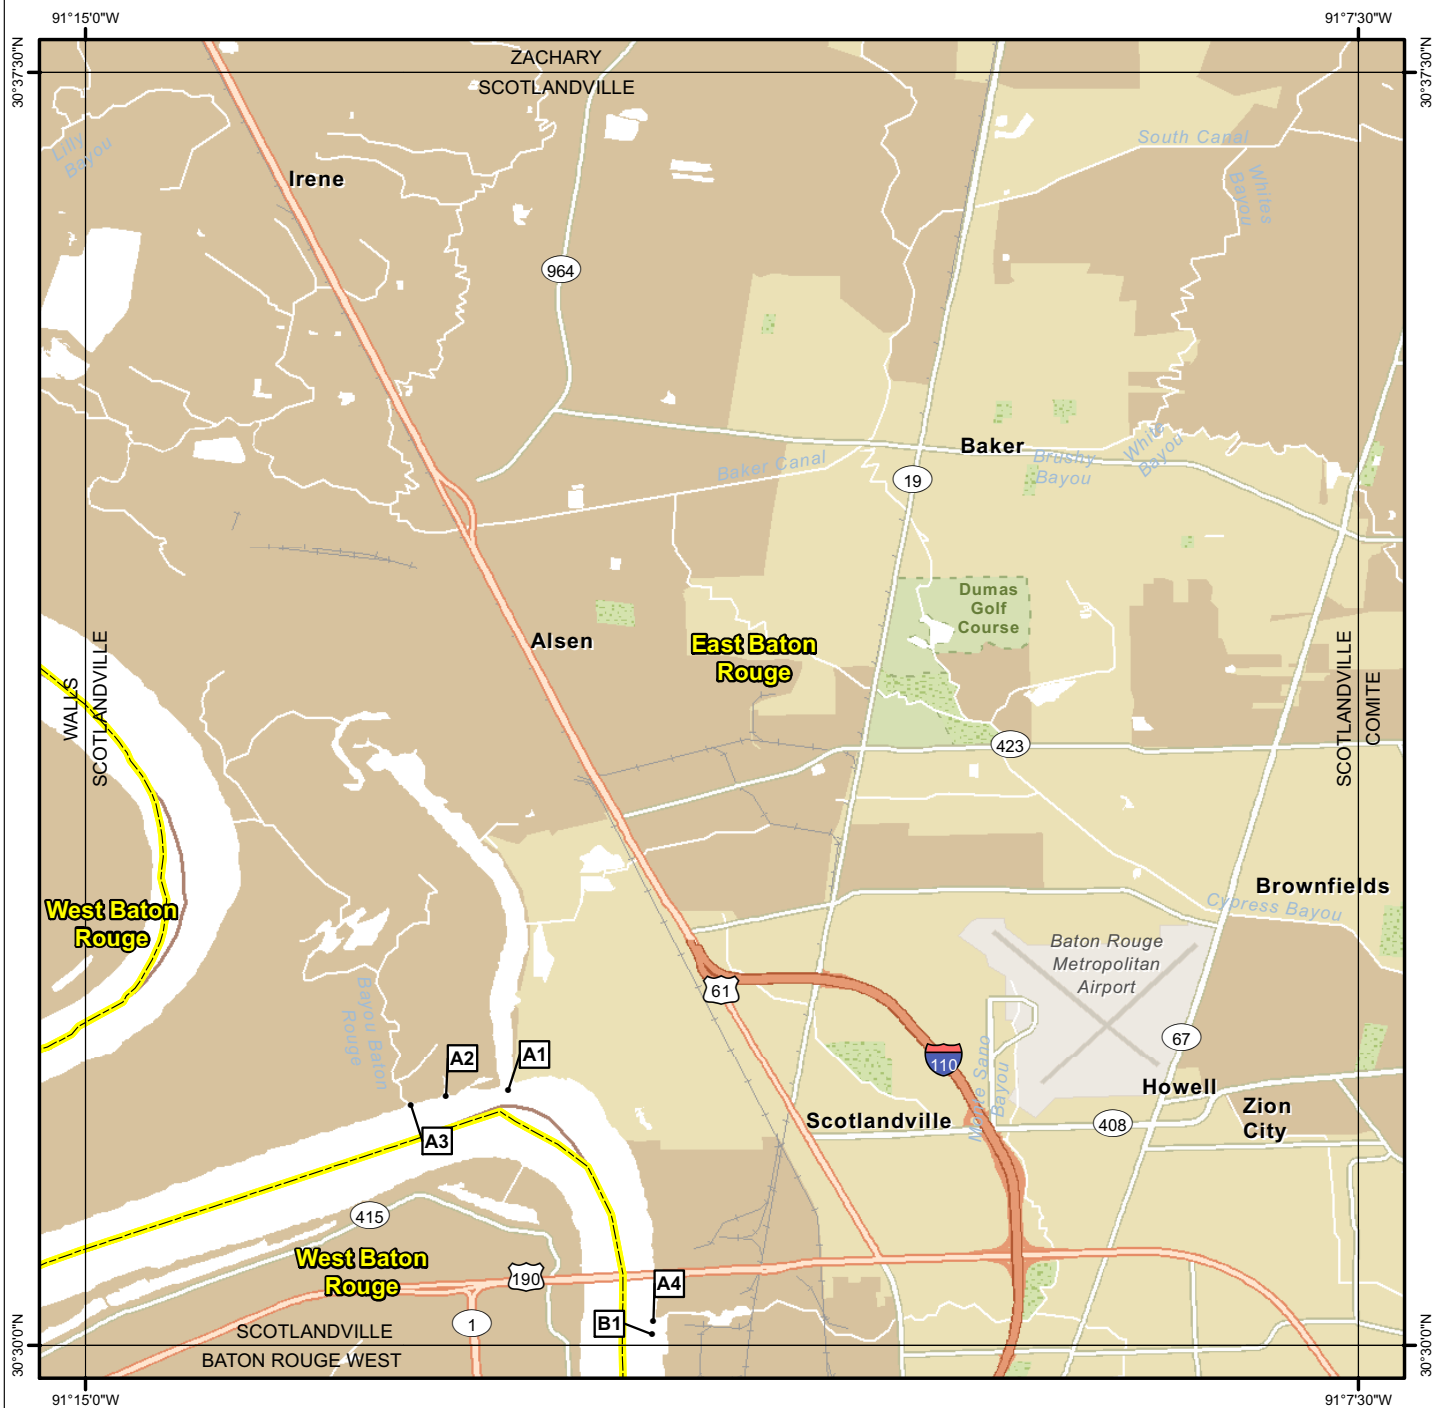 91°15'0"W
91°7'30"W
30°37'30"N
30°37'30"N
ZACHARY
SCOTLANDVILLE
Lilly
Bayou
South Canal
Whites
Bayou
Irene
964
Baker
Baker Canal
Brushy
Bayou
White
Bayou
19
Dumas
Golf
Course
Alsen
East Baton
Rouge
WALLS
SCOTLANDVILLE
SCOTLANDVILLE
COMITE
423
Brownfields
Cypress Bayou
West Baton
Rouge
Baton Rouge
Metropolitan
Airport
61
Bayou Baton
Rouge
67
110
Monte Sano
Bayou
A2
A1
Howell
Zion
City
Scotlandville
408
A3
415
West Baton
Rouge
190
A4
B1
1
SCOTLANDVILLE
BATON ROUGE WEST
30°30'0"N
30°30'0"N
91°15'0"W
91°7'30"W